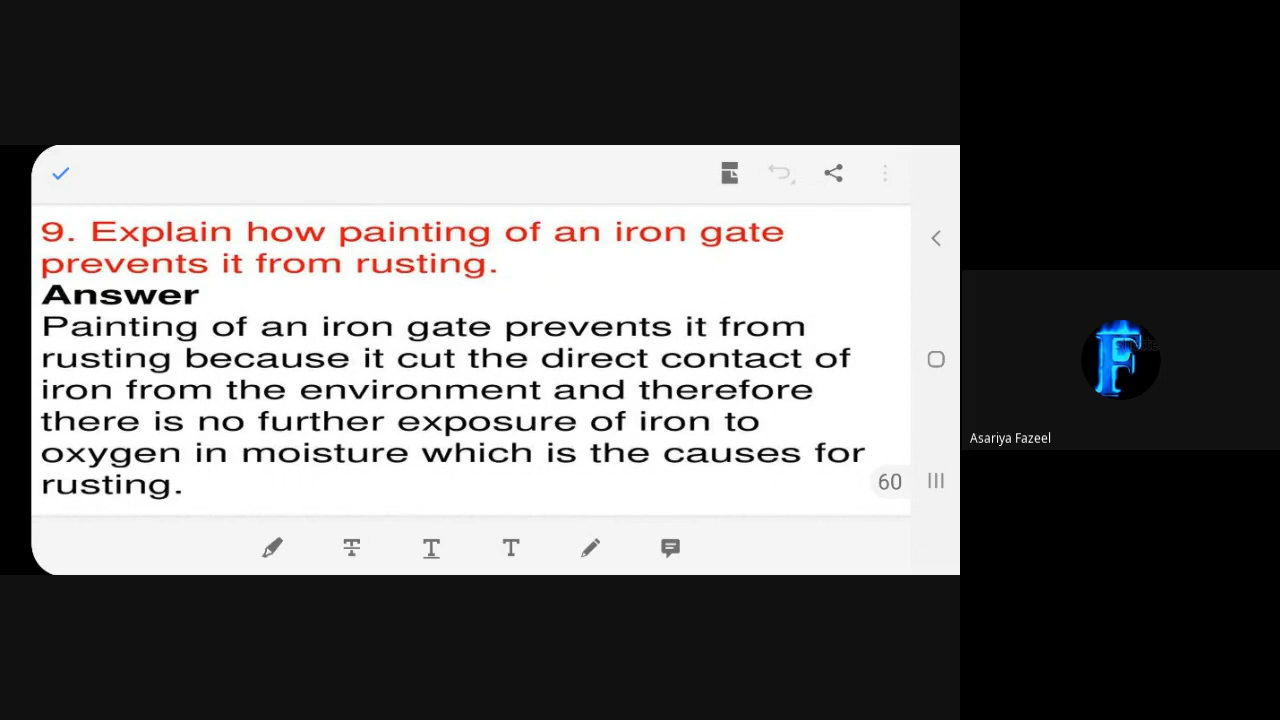 9. Explain how painting of an iron gate
prevents it from rusting.
Answer
Painting of an iron gate prevents it from
rusting because it cut the direct contact of
iron from the environment and therefore
there is no further exposure of iron to
oxygen in moisture which is the causes for
rusting.
60
F
Asariya Fazeel